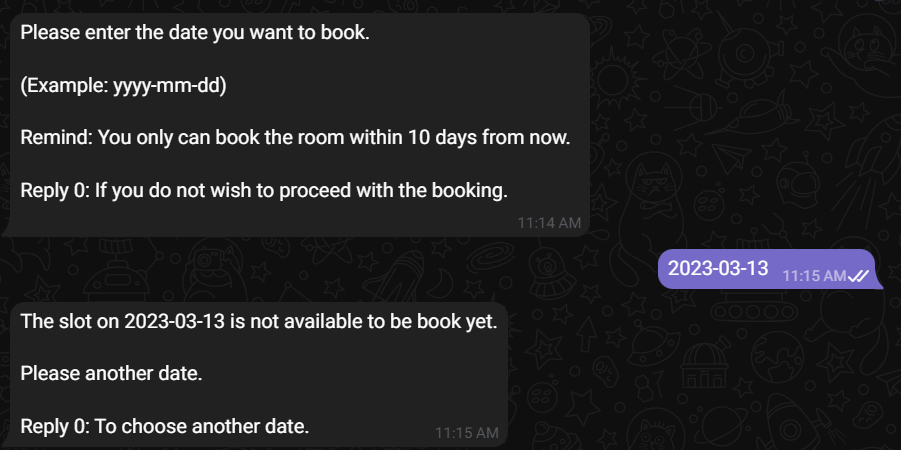 Please enter the date you want to book.
(Example: yyyy-mm-dd)
Remind: You only can book the room within 10 days from now.
Reply 0: If you do not wish to proceed with the booking.
11:14 AM
2023-03-13
11:15 AM
The slot on 2023-03-13 is not available to be book yet.
Please another date.
Reply 0: To choose another date.
11:15 AM